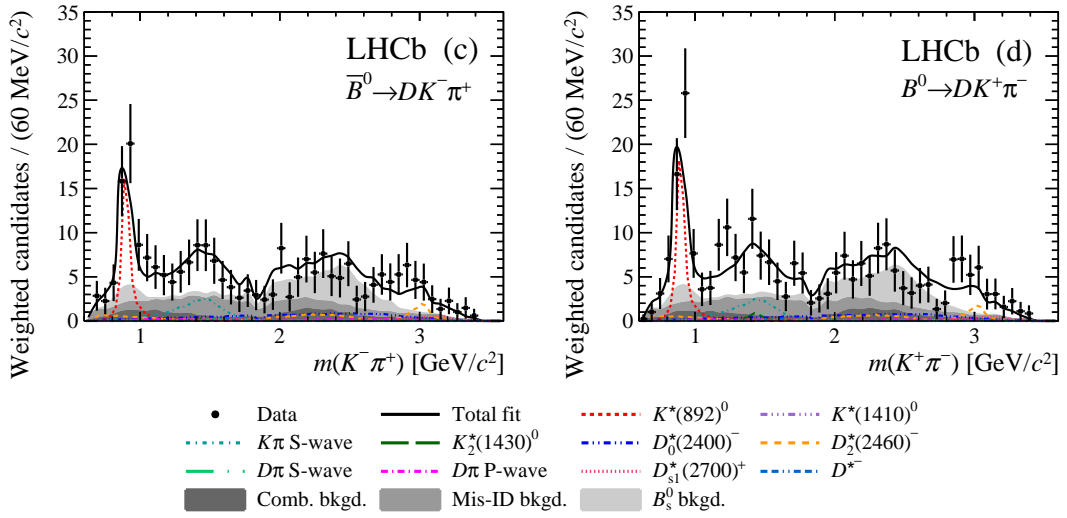 Weighted candidates / (60 MeV/c²)
35
30
25
20
15
10
5
0
LHCb (c)
B̅⁰→DK⁻π⁺
1 2 3
m(K⁻π⁺) [GeV/c²]
Weighted candidates / (60 MeV/c²)
35
30
25
20
15
10
5
0
LHCb (d)
B⁰→DK⁺π⁻
1 2 3
m(K⁺π⁻) [GeV/c²]
Data Total fit K*(892)⁰ K*(1410)⁰
Kπ S-wave K₂*(1430)⁰ D₀*(2400)⁻ D₂*(2460)⁻
Dπ S-wave Dπ P-wave Dₛ₁*(2700)⁺ D*⁻
Comb. bkgd. Mis-ID bkgd. Bₛ⁰ bkgd.